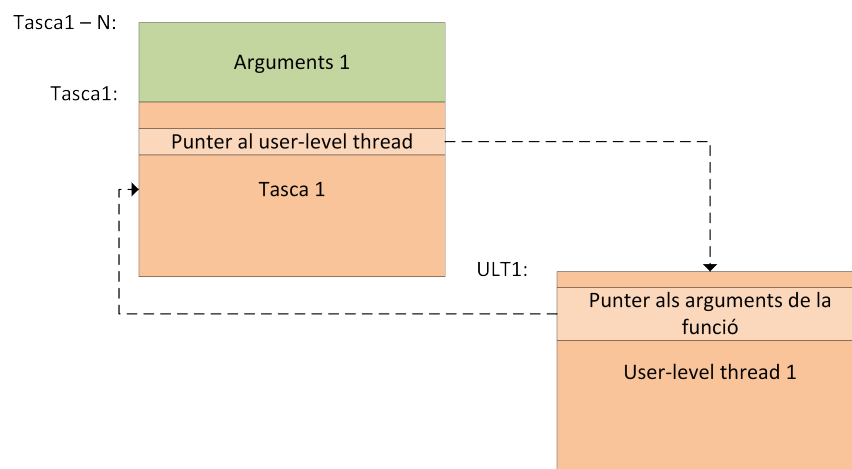 Tasca1 – N:
Arguments 1
Tasca1:
Punter al user-level thread
Tasca 1
ULT1:
Punter als arguments de la
funció
User-level thread 1